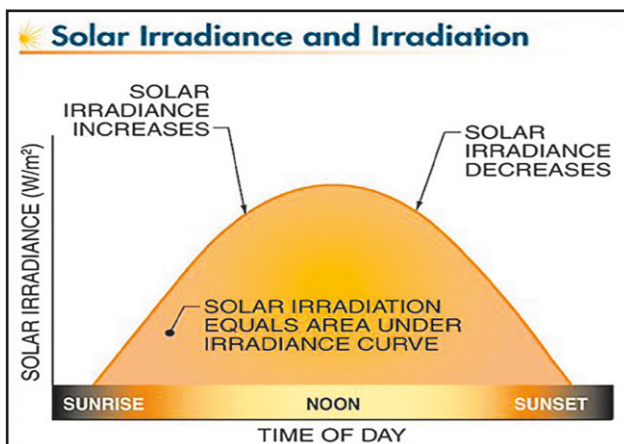 Solar Irradiance and Irradiation
SOLAR
IRRADIANCE
INCREASES
SOLAR
IRRADIANCE
DECREASES
SOLAR IRRADIANCE (W/m²)
SOLAR IRRADIATION
EQUALS AREA UNDER
IRRADIANCE CURVE
SUNRISE
NOON
SUNSET
TIME OF DAY